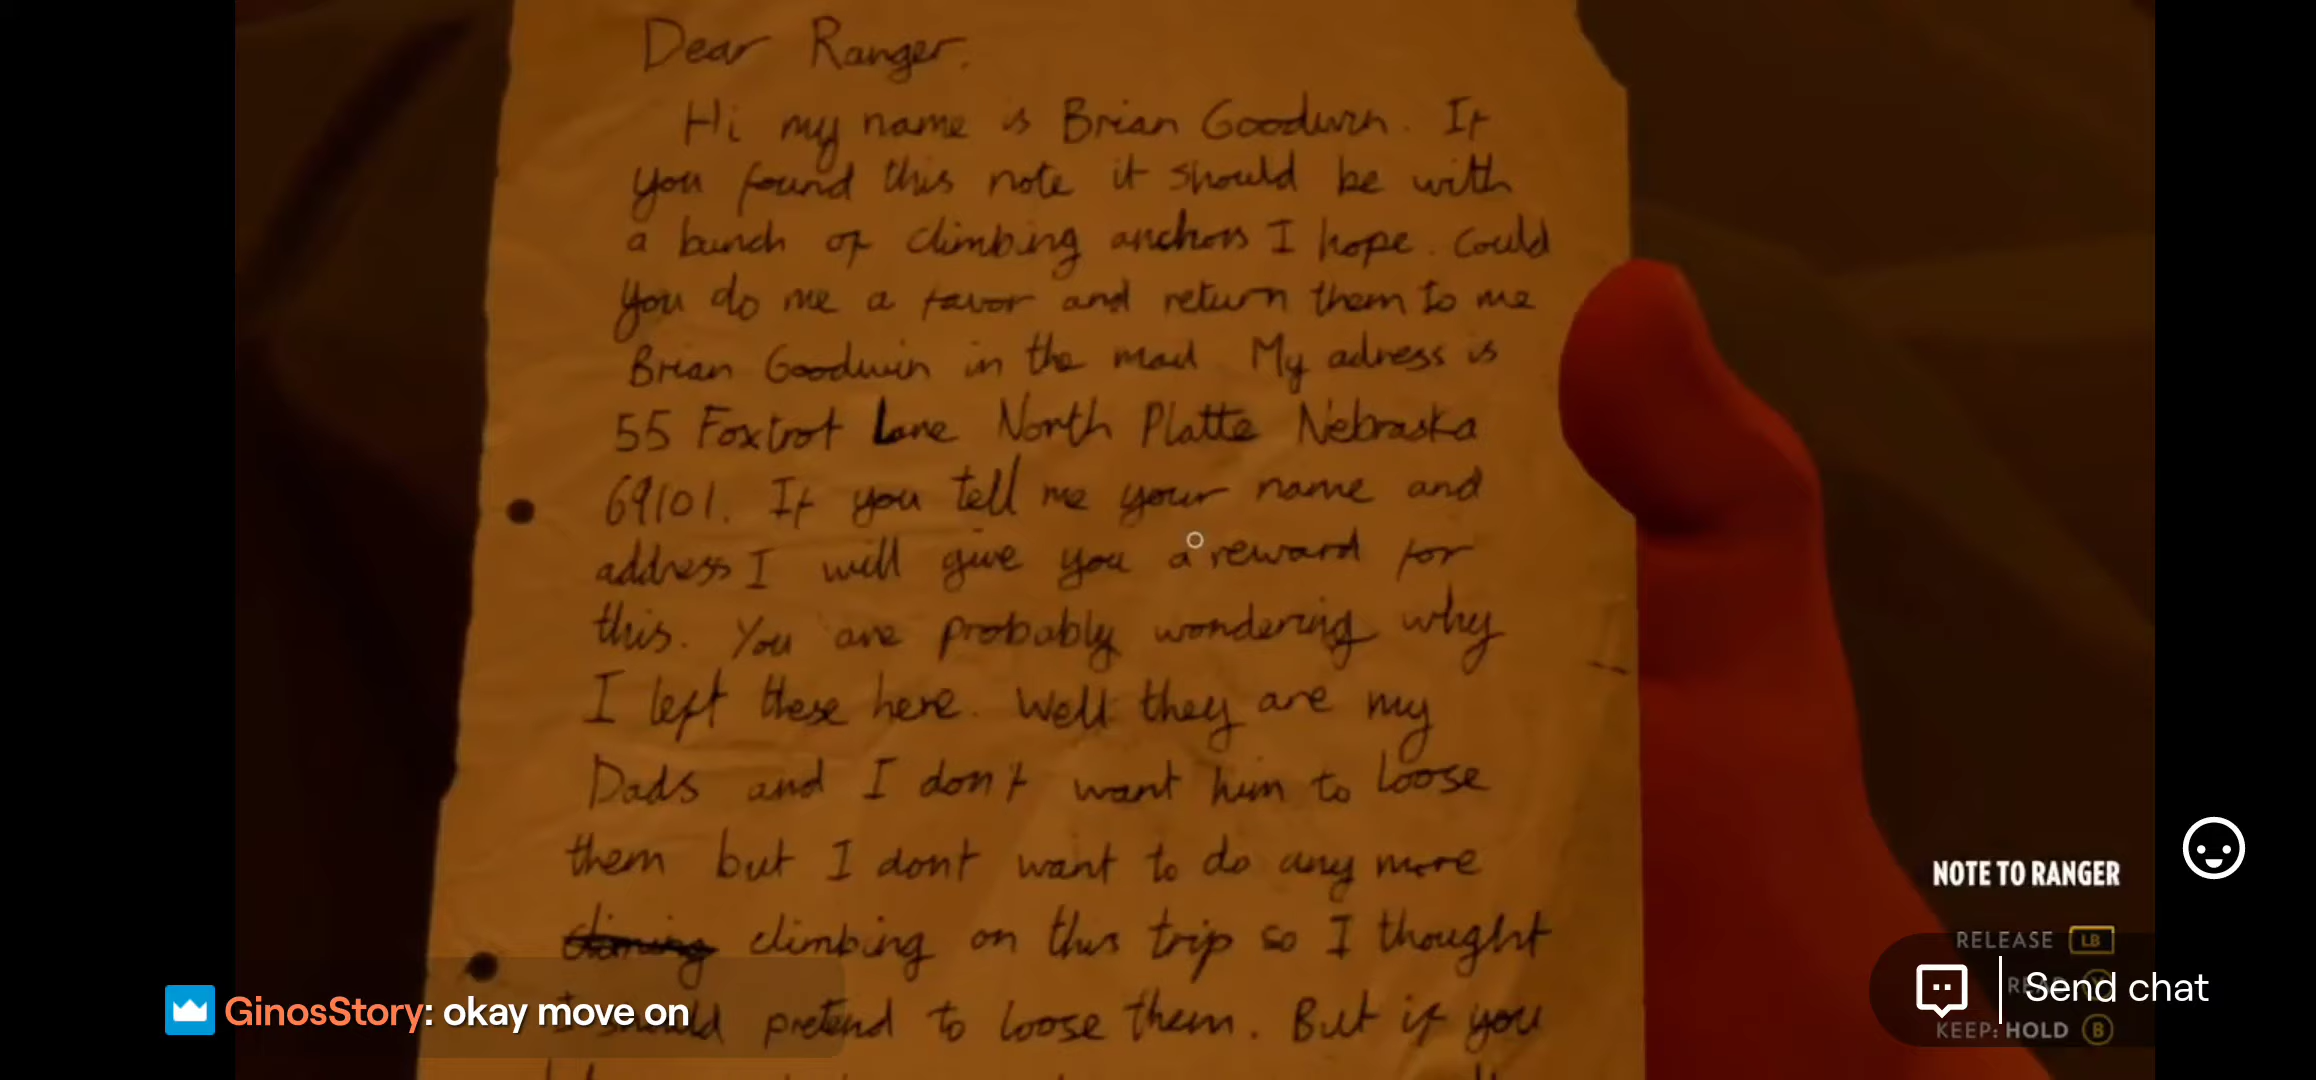 Dear Ranger.
Hi my name is Brian Goodwin. If
you found this note it should be with
a bunch of climbing anchors I hope. Could
you do me a favor and return them to me
Brian Goodwin in the mail My adress is
55 Foxtrot Lane North Platte Nebraska
69101. If you tell me your name and
address I will give you a reward for
this. You are probably wondering why
I left these here. Well they are my
Dads and I don't want him to loose
them but I dont want to do any more
climbing on this trip so I thought
I should pretend to loose them. But if you
NOTE TO RANGER
RELEASE LB
READ
KEEP: HOLD B
GinosStory: okay move on
Send chat